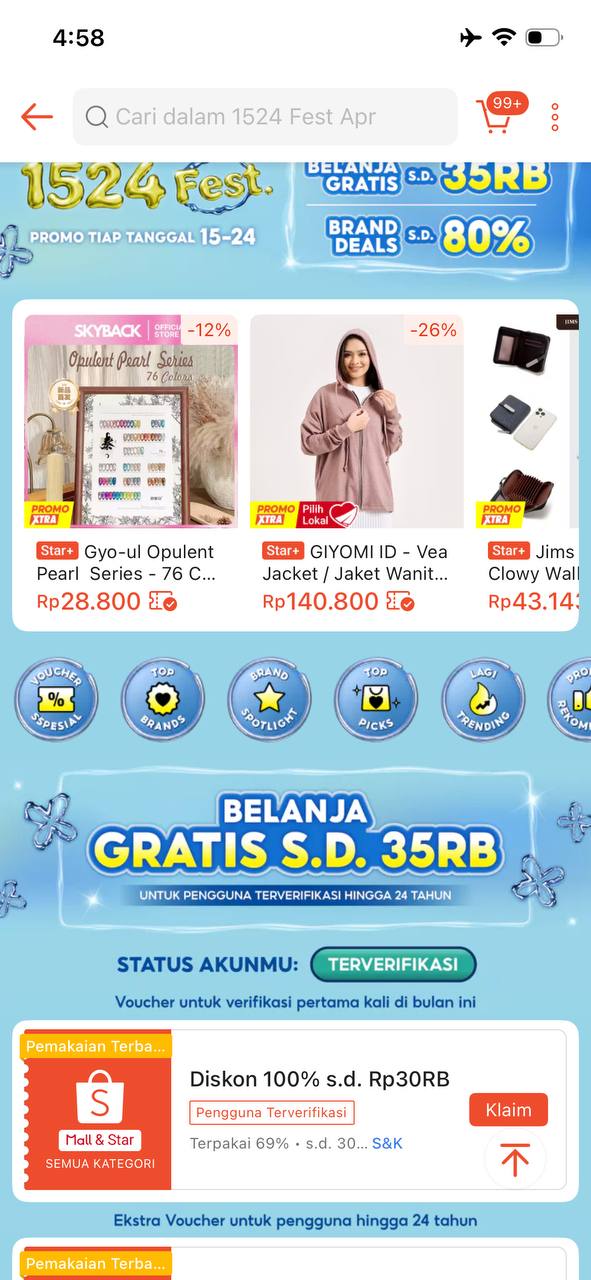 4:58
99+
Cari dalam 1524 Fest Apr
1524 Fest.
PROMO TIAP TANGGAL 15-24
BELANJA GRATIS S.D. 35RB
BRAND DEALS S.D. 80%
SKYBACK OFFICIAL STORE
-12%
Opulent Pearl Series
76 Colors
PROMO XTRA
Star+ Gyo-ul Opulent
Pearl Series - 76 C...
Rp28.800
-26%
PROMO XTRA
Pilih Lokal
Star+ GIYOMI ID - Vea
Jacket / Jaket Wanit...
Rp140.800
JIMS
PROMO XTRA
Star+ Jims
Clowy Wall
Rp43.143
VOUCHER SSPESIAL
TOP BRANDS
BRAND SPOTLIGHT
TOP PICKS
LAGI TRENDING
BELANJA
GRATIS S.D. 35RB
UNTUK PENGGUNA TERVERIFIKASI HINGGA 24 TAHUN
STATUS AKUNMU: TERVERIFIKASI
Voucher untuk verifikasi pertama kali di bulan ini
Pemakaian Terba...
S
Mall & Star
SEMUA KATEGORI
Diskon 100% s.d. Rp30RB
Pengguna Terverifikasi
Terpakai 69% • s.d. 30... S&K
Klaim
Ekstra Voucher untuk pengguna hingga 24 tahun
Pemakaian Terba...